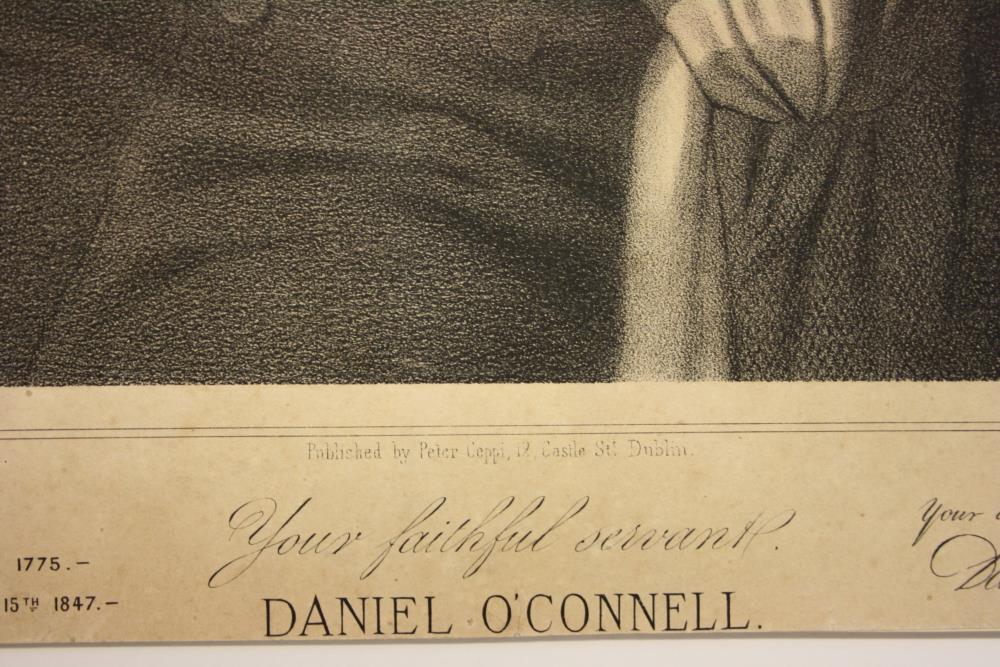 Published by Peter Ceppi, 12, Castle St. Dublin.
Your faithful servant.
DANIEL O'CONNELL.
1775.-
15TH 1847.-
Your